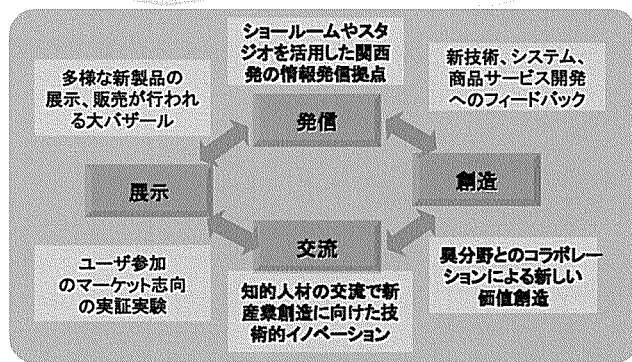 ショールームやスタ
ジオを活用した関西
発の情報発信拠点
多様な新製品の
展示、販売が行われ
る大バザール
新技術、システム、
商品サービス開発
へのフィードバック
発信
展示
創造
交流
ユーザ参加
のマーケット志向
の実証実験
知的人材の交流で新
産業創造に向けた技
術的イノベーション
異分野とのコラボレー
ションによる新しい
価値創造